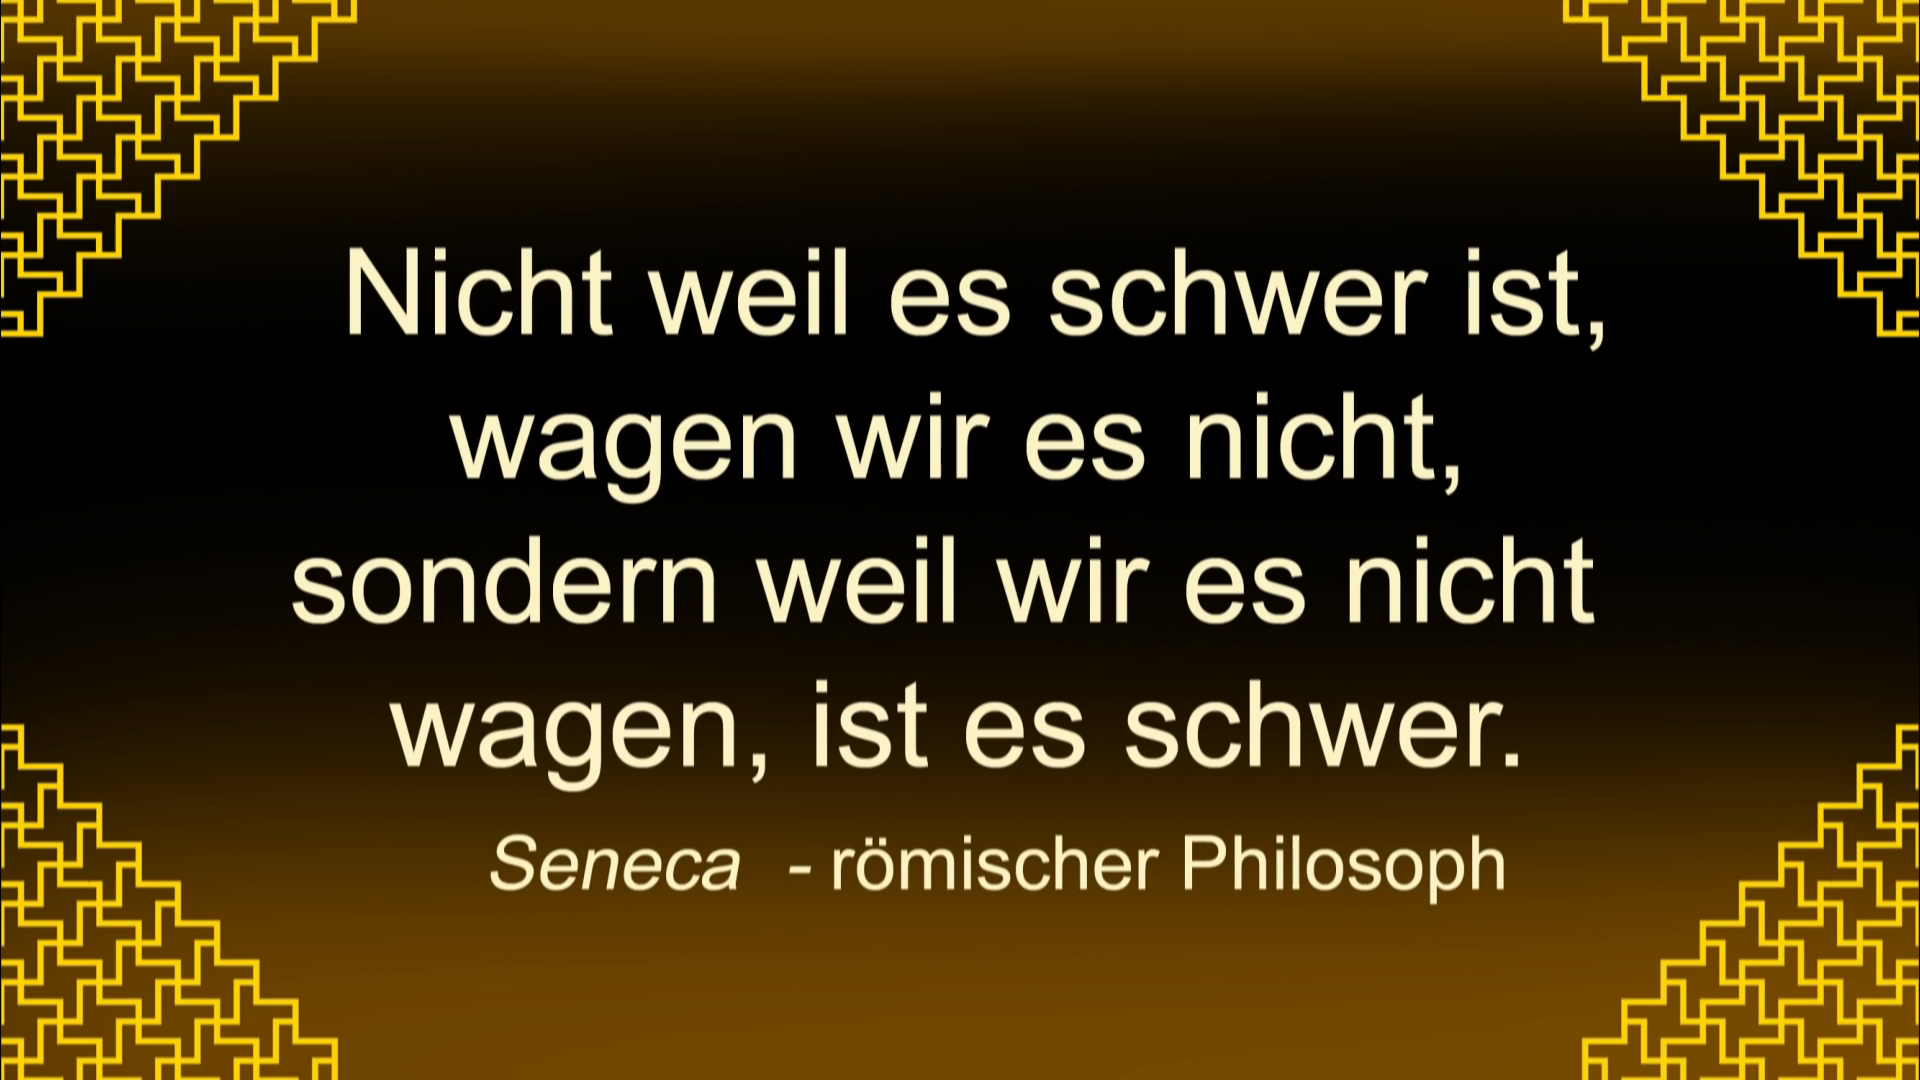 Nicht weil es schwer ist,
wagen wir es nicht,
sondern weil wir es nicht
wagen, ist es schwer.
Seneca - römischer Philosoph